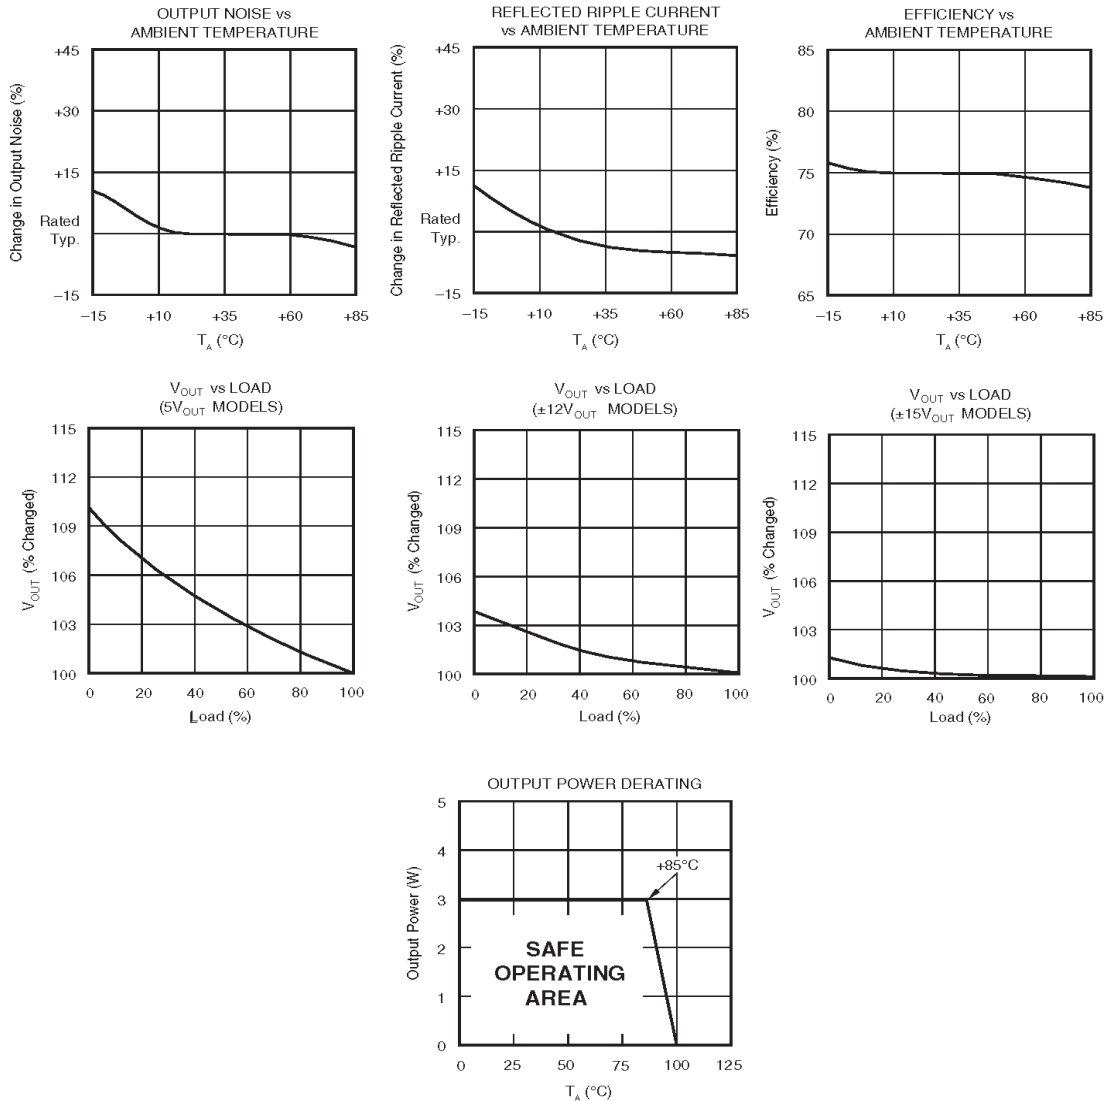 OUTPUT NOISE vs
AMBIENT TEMPERATURE
+45
+30
+15
Rated
Typ.
–15
Change in Output Noise (%)
–15 +10 +35 +60 +85
TA (°C)
REFLECTED RIPPLE CURRENT
vs AMBIENT TEMPERATURE
+45
+30
+15
Rated
Typ.
–15
Change in Reflected Ripple Current (%)
–15 +10 +35 +60 +85
TA (°C)
EFFICIENCY vs
AMBIENT TEMPERATURE
85
80
75
70
65
Efficiency (%)
–15 +10 +35 +60 +85
TA (°C)
VOUT vs LOAD
(5VOUT MODELS)
115
112
109
106
103
100
VOUT (% Changed)
0 20 40 60 80 100
Load (%)
VOUT vs LOAD
(±12VOUT MODELS)
115
112
109
106
103
100
VOUT (% Changed)
0 20 40 60 80 100
Load (%)
VOUT vs LOAD
(±15VOUT MODELS)
115
112
109
106
103
100
VOUT (% Changed)
0 20 40 60 80 100
Load (%)
OUTPUT POWER DERATING
5
4
3
2
1
0
Output Power (W)
+85°C
SAFE
OPERATING
AREA
0 25 50 75 100 125
TA (°C)